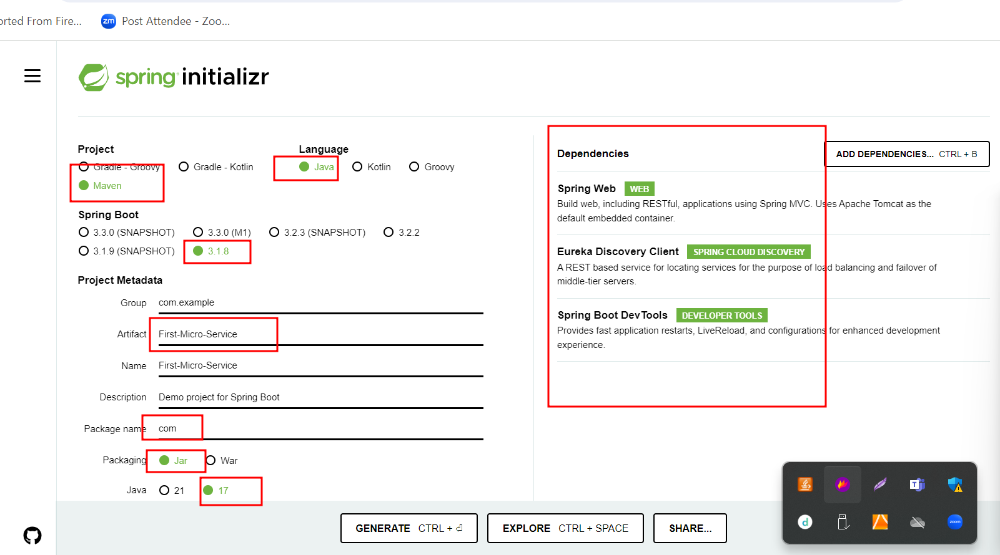 orted From Fire...
zm Post Attendee - Zoo...
spring initializr
Project
Gradle - Groovy Gradle - Kotlin
Maven
Language
Java Kotlin Groovy
Spring Boot
3.3.0 (SNAPSHOT) 3.3.0 (M1) 3.2.3 (SNAPSHOT) 3.2.2
3.1.9 (SNAPSHOT) 3.1.8
Project Metadata
Group com.example
Artifact First-Micro-Service
Name First-Micro-Service
Description Demo project for Spring Boot
Package name com
Packaging Jar War
Java 21 17
Dependencies
ADD DEPENDENCIES... CTRL + B
Spring Web WEB
Build web, including RESTful, applications using Spring MVC. Uses Apache Tomcat as the
default embedded container.
Eureka Discovery Client SPRING CLOUD DISCOVERY
A REST based service for locating services for the purpose of load balancing and failover of
middle-tier servers.
Spring Boot DevTools DEVELOPER TOOLS
Provides fast application restarts, LiveReload, and configurations for enhanced development
experience.
GENERATE CTRL + ⏎
EXPLORE CTRL + SPACE
SHARE...
T
d
zoom